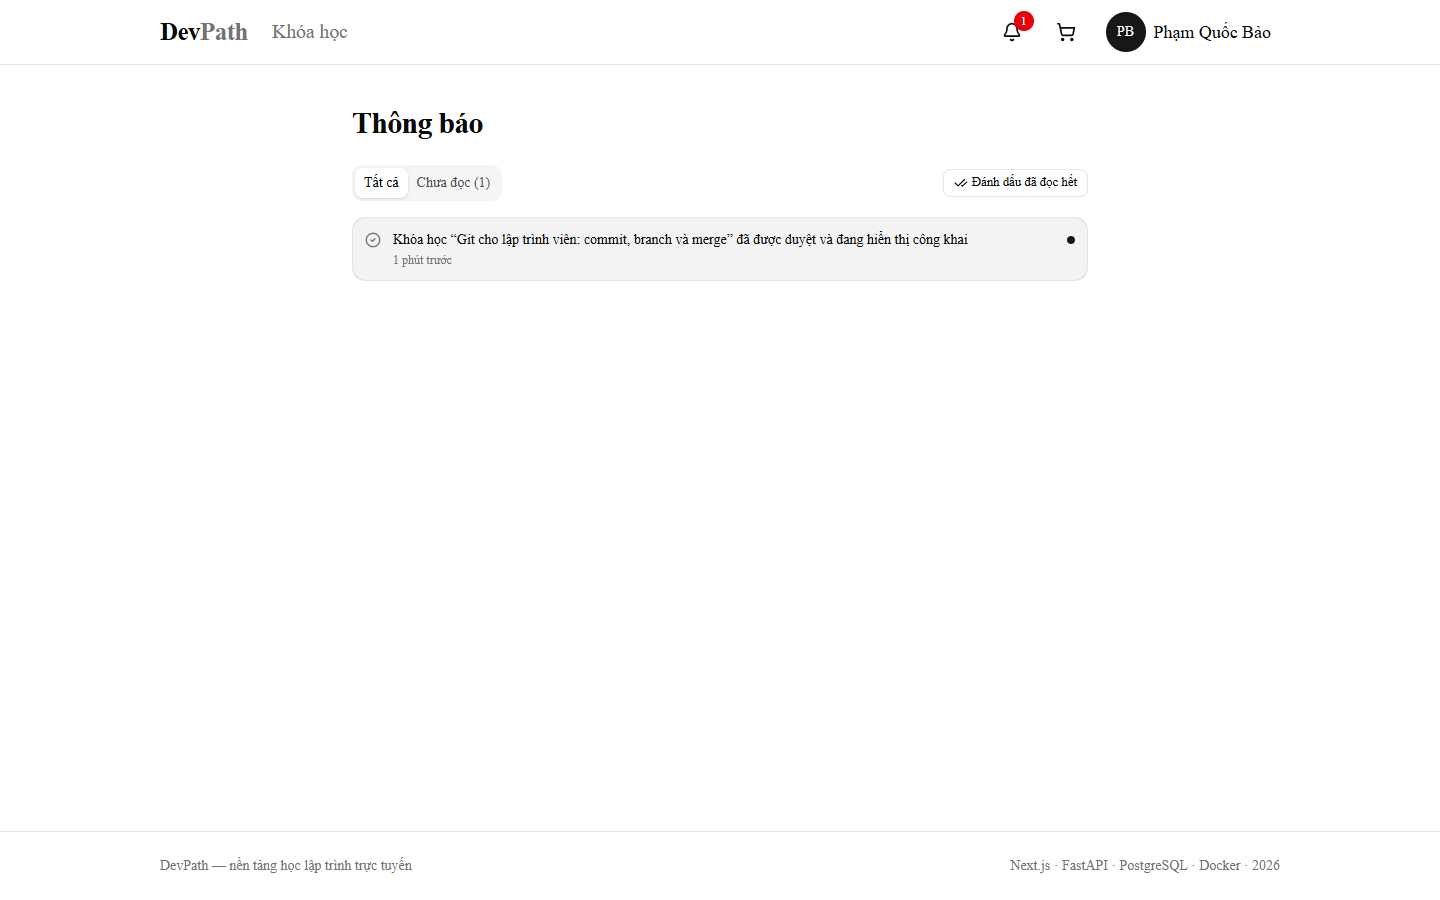 DevPath Khóa học 1 PB Phạm Quốc Bảo
Thông báo
Tất cả Chưa đọc (1) Đánh dấu đã đọc hết
Khóa học “Git cho lập trình viên: commit, branch và merge” đã được duyệt và đang hiển thị công khai
1 phút trước
DevPath — nền tảng học lập trình trực tuyến Next.js · FastAPI · PostgreSQL · Docker · 2026